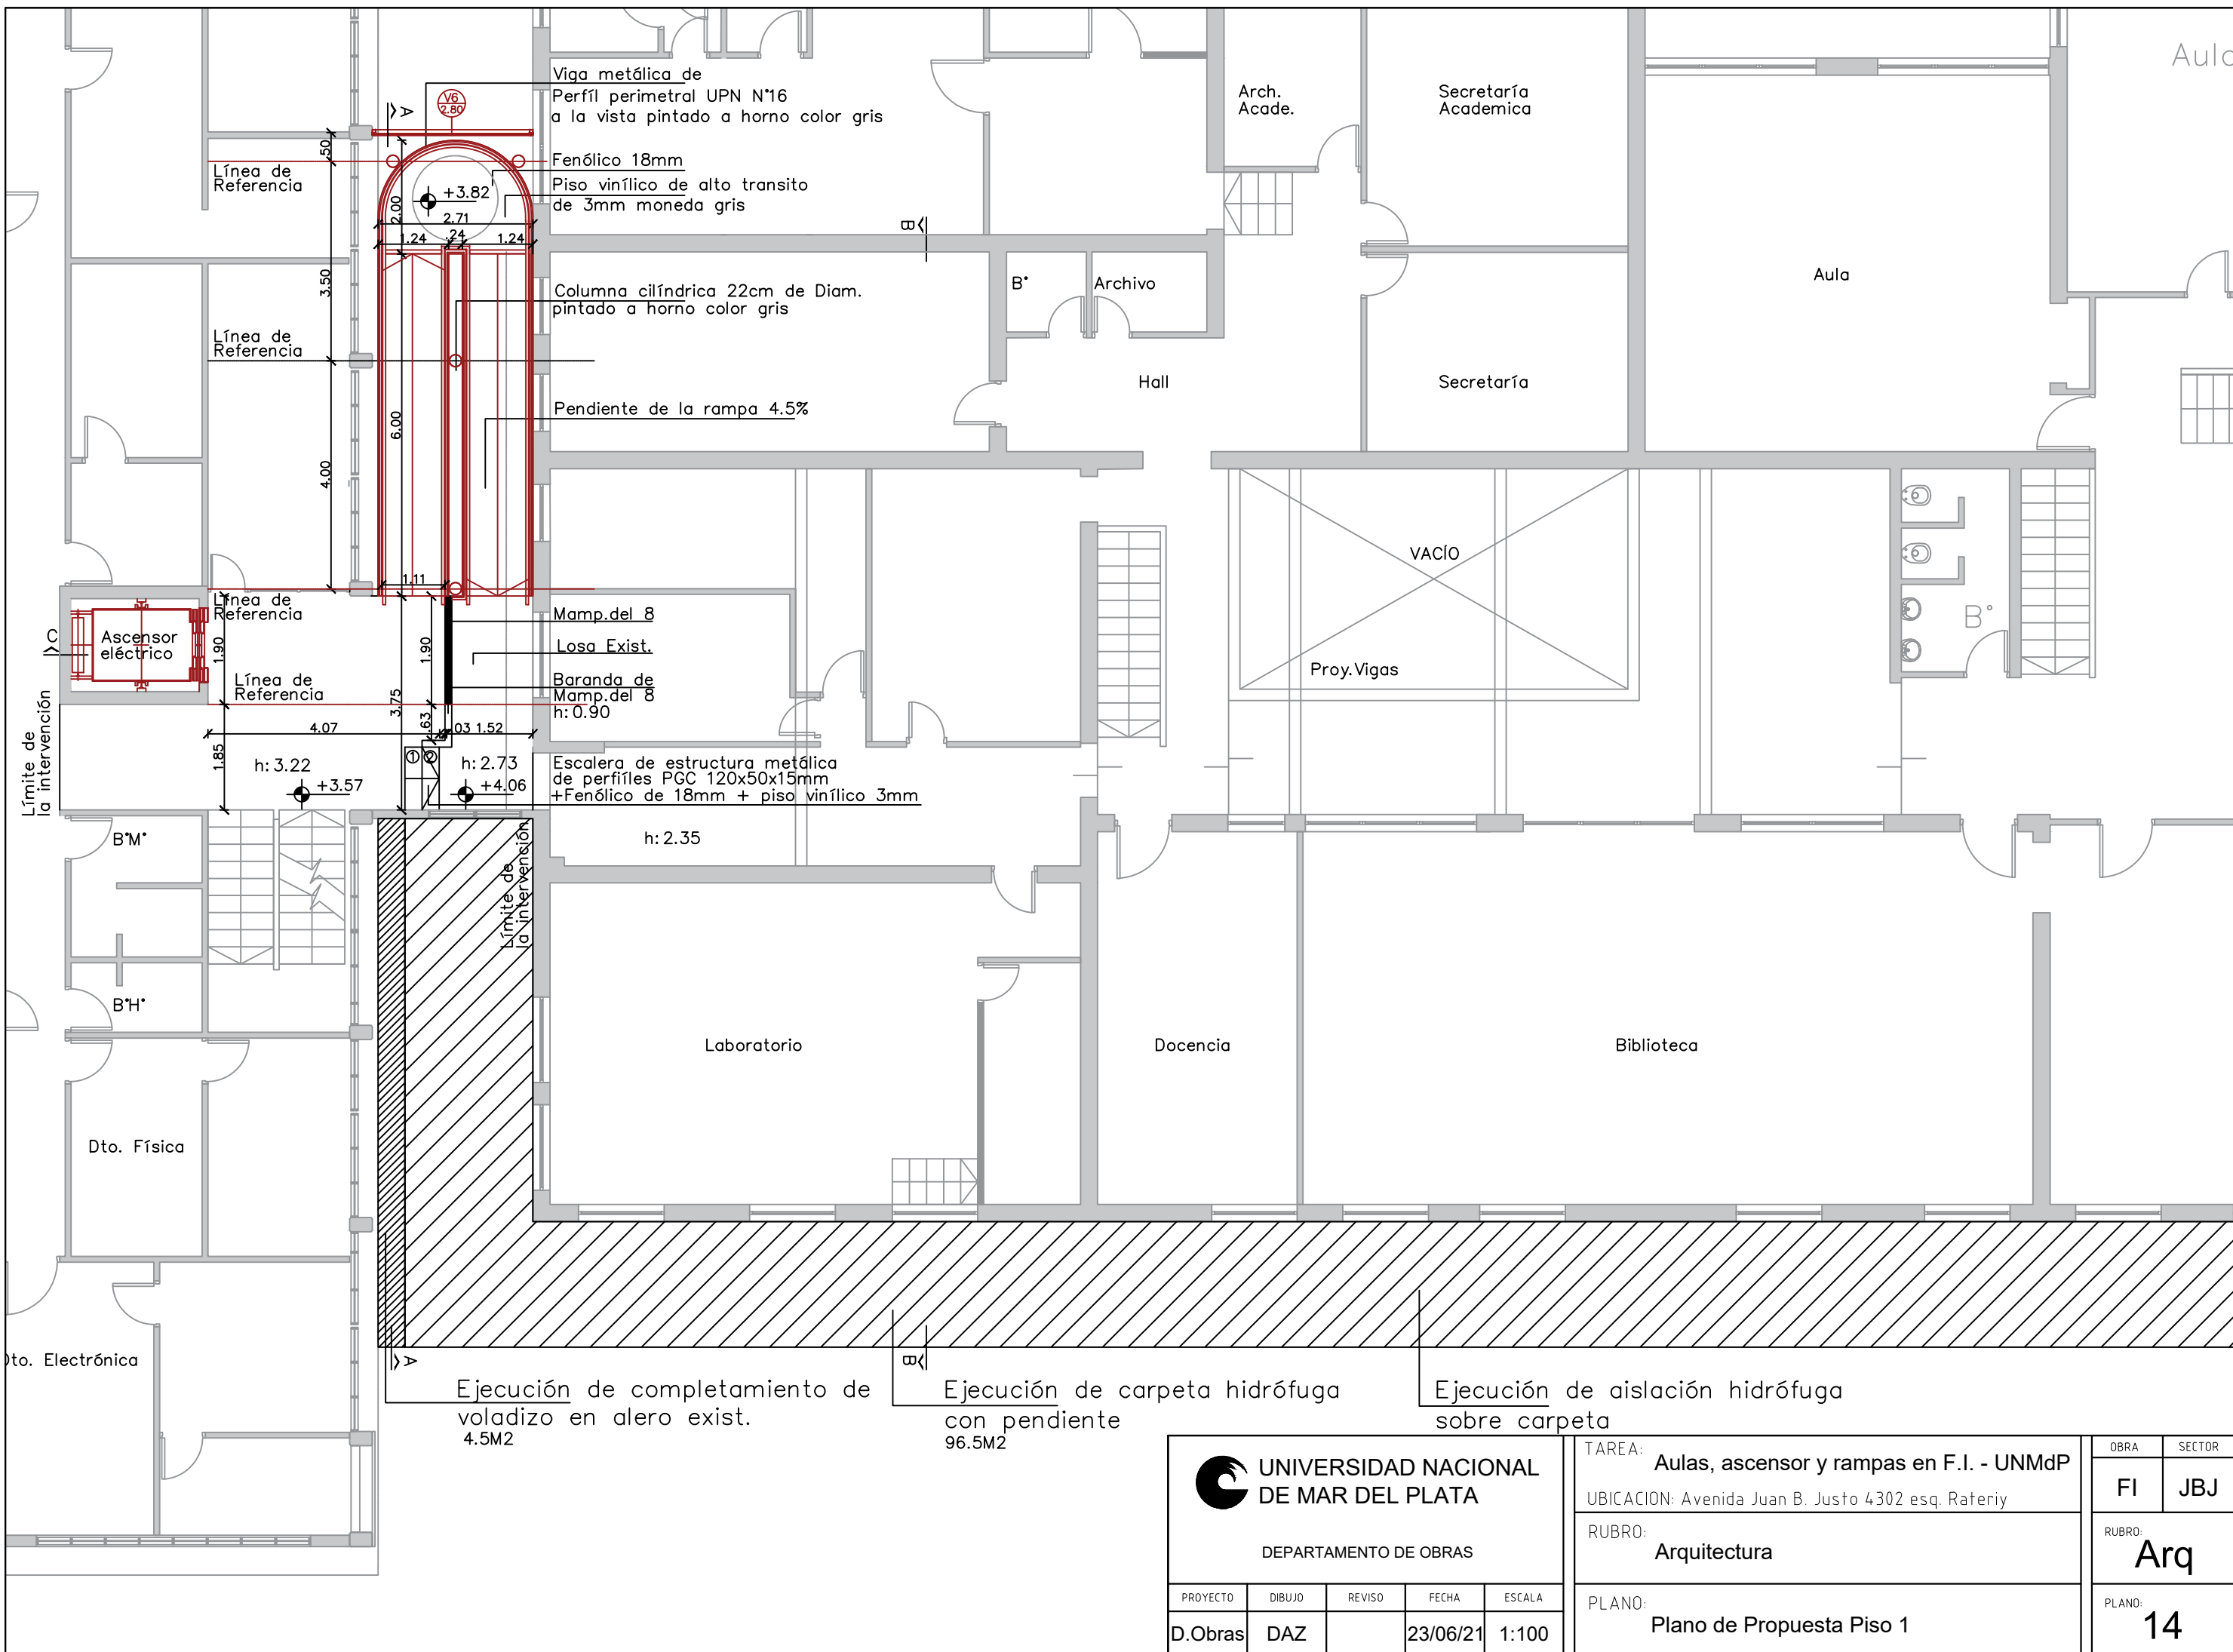 Aula
Viga metálica de
Perfíl perimetral UPN N°16
a la vista pintado a horno color gris
V6
2.80
A
.50
Línea de
Referencia
Fenólico 18mm
Piso vinílico de alto transito
de 3mm moneda gris
+3.82
2.00
2.71
1.24
.24
1.24
B
Arch.
Acade.
Secretaría
Academica
Aula
3.50
Columna cilíndrica 22cm de Diam.
pintado a horno color gris
B°
Archivo
Línea de
Referencia
Hall
Secretaría
Pendiente de la rampa 4.5%
6.00
4.00
VACÍO
1.11
Línea de
Referencia
Mamp.del 8
Losa Exist.
Baranda de
Mamp.del 8
h: 0.90
C
Ascensor
eléctrico
1.90
1.90
Línea de
Referencia
Proy.Vigas
B°
Límite de
la intervención
3.75
.63
4.07
.03
1.52
1.85
h: 3.22
+3.57
1
2
h: 2.73
+4.06
Escalera de estructura metálica
de perfiíles PGC 120x50x15mm
+Fenólico de 18mm + piso vinílico 3mm
h: 2.35
B°M°
Límite de
la intervención
B°H°
Laboratorio
Docencia
Biblioteca
Dto. Física
Dto. Electrónica
A
B
Ejecución de completamiento de
voladizo en alero exist.
4.5M2
Ejecución de carpeta hidrófuga
con pendiente
96.5M2
Ejecución de aislación hidrófuga
sobre carpeta
UNIVERSIDAD NACIONAL
DE MAR DEL PLATA
DEPARTAMENTO DE OBRAS
PROYECTO DIBUJO REVISO FECHA ESCALA
D.Obras DAZ 23/06/21 1:100
TAREA: Aulas, ascensor y rampas en F.I. - UNMdP
UBICACION: Avenida Juan B. Justo 4302 esq. Rateriy
RUBRO:
Arquitectura
PLANO:
Plano de Propuesta Piso 1
OBRA SECTOR
FI JBJ
RUBRO:
Arq
PLANO:
14